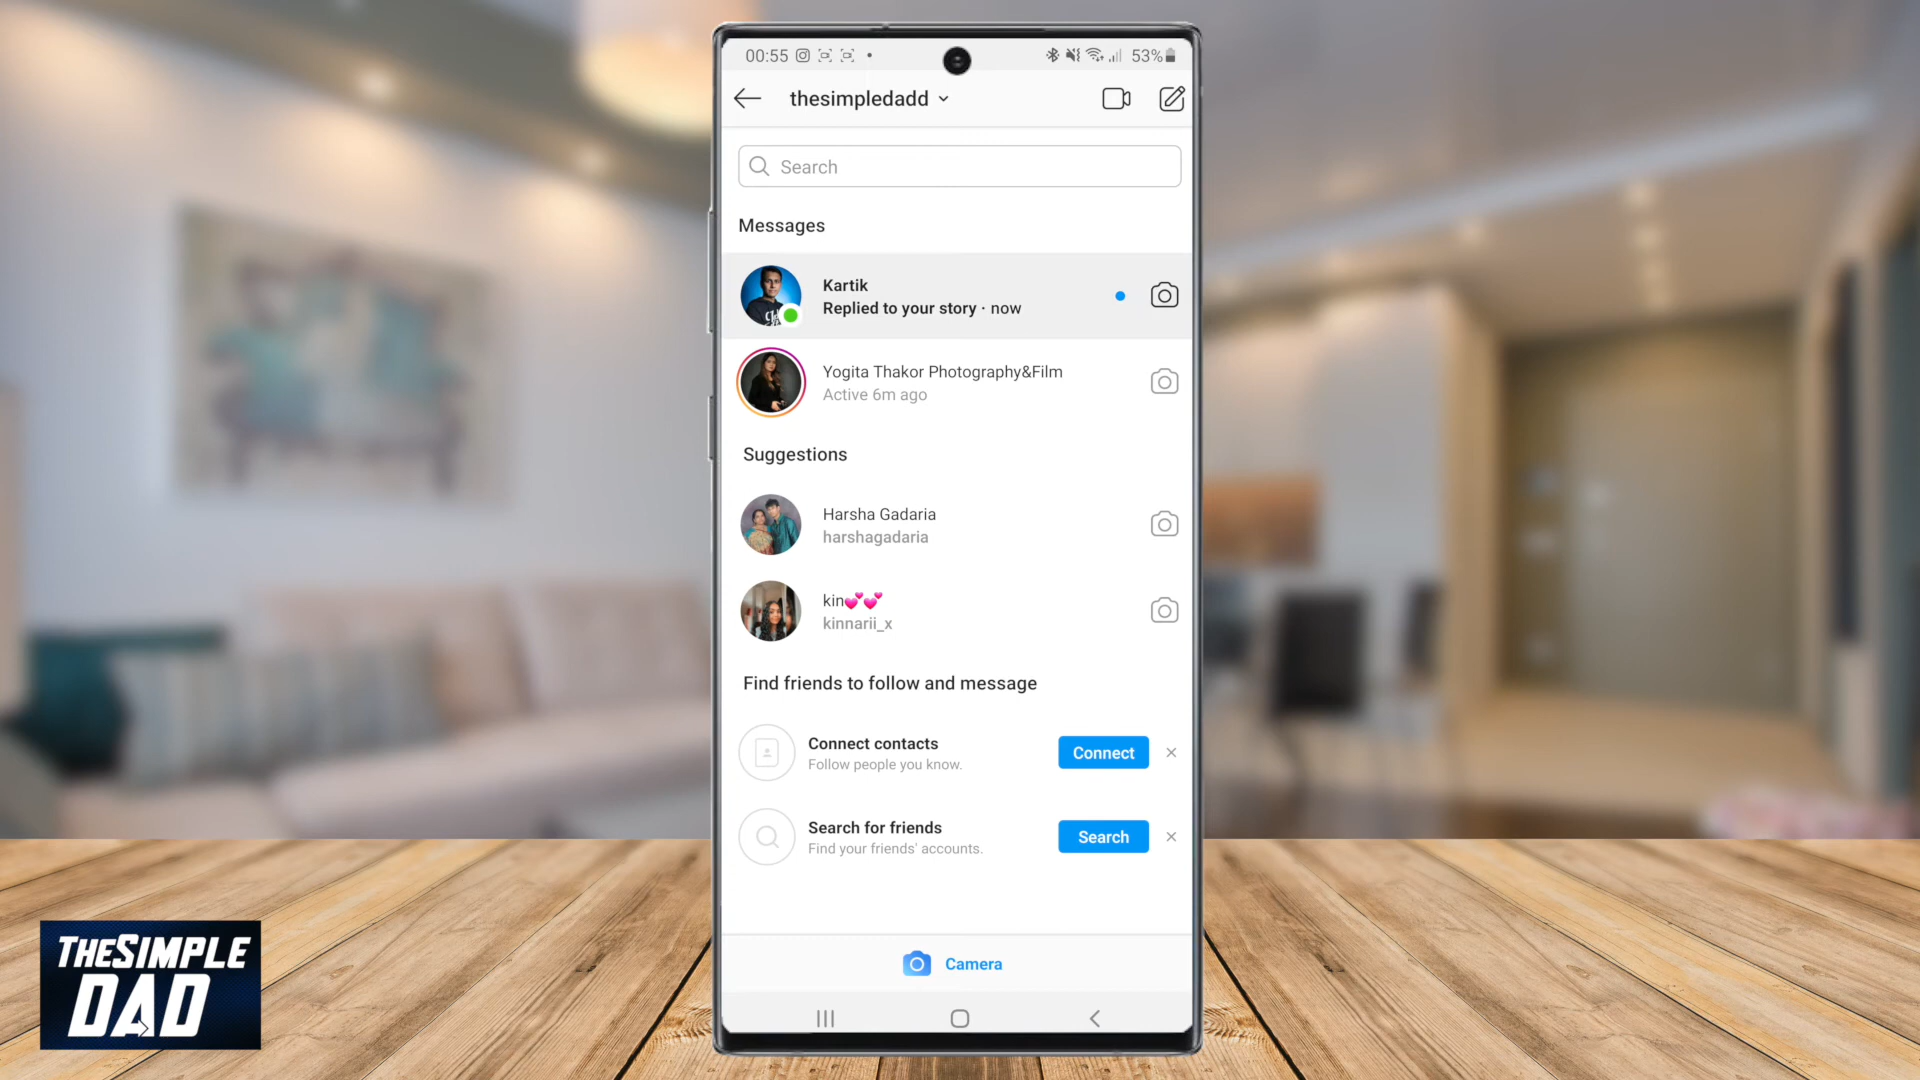 00:55
53%
thesimpledadd
Search
Messages
Kartik
Replied to your story · now
Yogita Thakor Photography&Film
Active 6m ago
Suggestions
Harsha Gadaria
harshagadaria
kin💕💕
kinnarii_x
Find friends to follow and message
Connect contacts
Follow people you know.
Connect
Search for friends
Find your friends' accounts.
Search
Camera
THESIMPLE
DAD